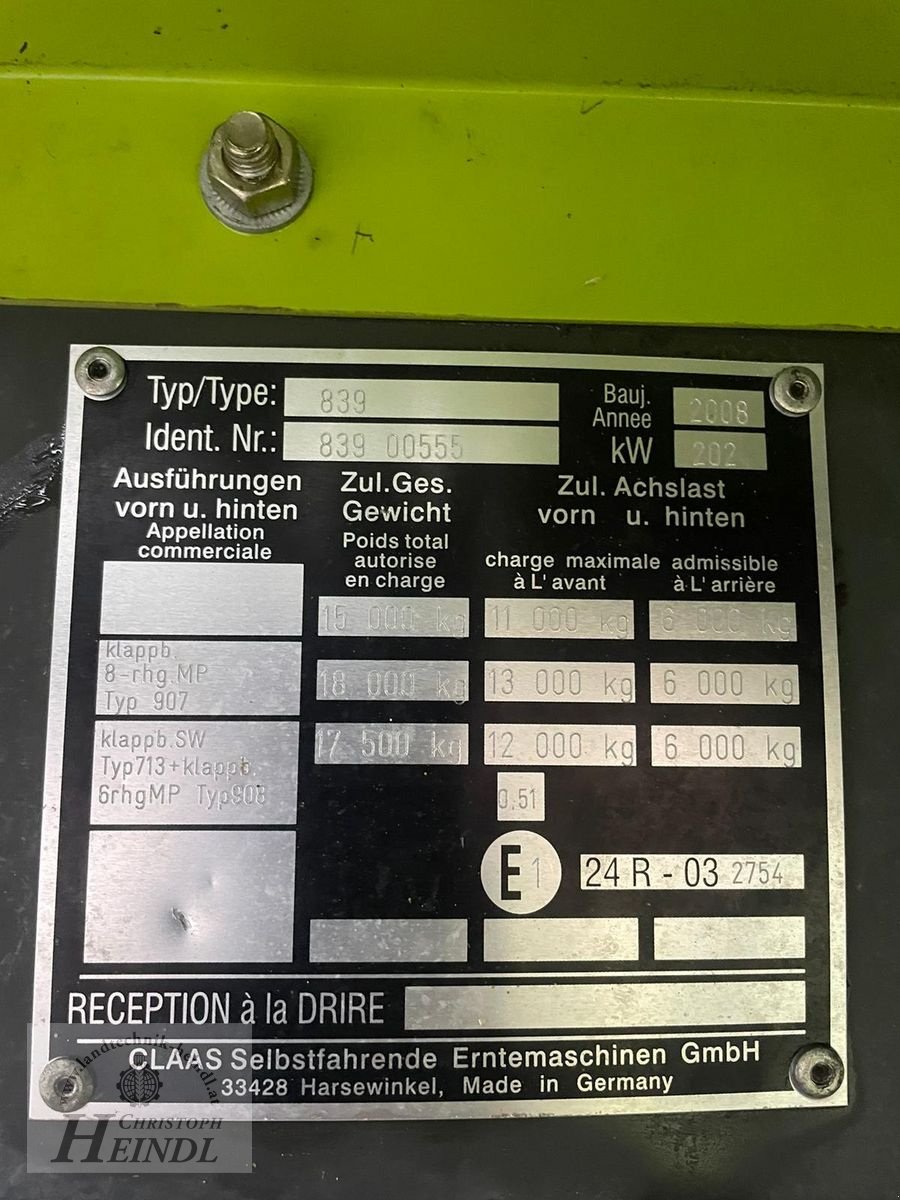 Typ/Type: 839
Bauj. Annee 2008
Ident. Nr.: 839 00555
kW 202
Ausführungen vorn u. hinten
Appellation commerciale
Zul.Ges. Gewicht
Poids total autorise en charge
Zul. Achslast
vorn u. hinten
charge maximale admissible
à L'avant à L'arrière
15 000 kg 11 000 kg 6 000 kg
klappb.
8-rhg.MP
Typ 907
18 000 kg 13 000 kg 6 000 kg
klappb.SW
Typ713+klappb.
6rhgMP Typ908
17 500 kg 12 000 kg 6 000 kg
0.51
E1 24 R - 03 2754
RECEPTION à la DRIRE
CLAAS Selbstfahrende Erntemaschinen GmbH
33428 Harsewinkel, Made in Germany
www.landtechnik-heindl.at
CHRISTOPH
HEINDL